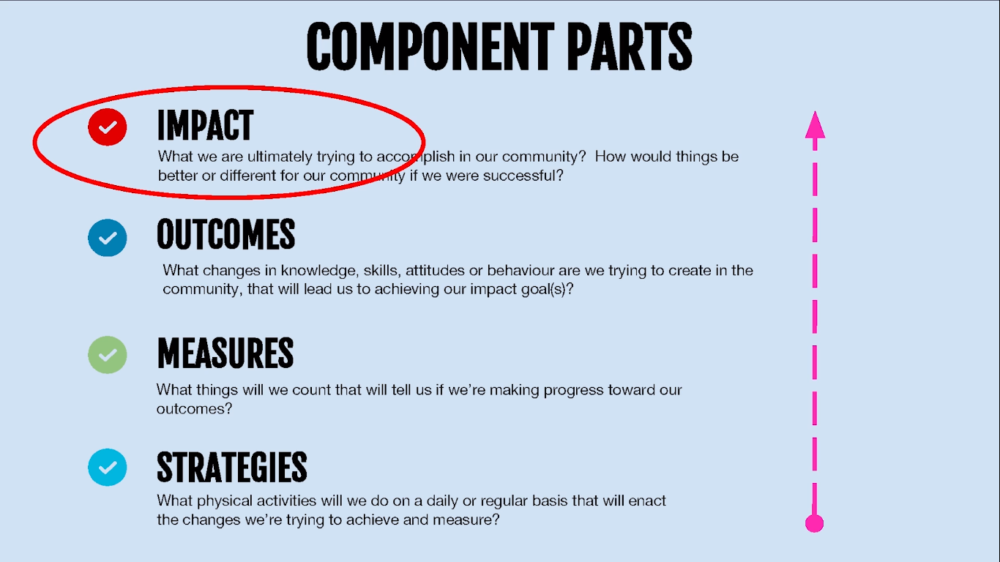 COMPONENT PARTS
IMPACT
What we are ultimately trying to accomplish in our community?  How would things be
better or different for our community if we were successful?
OUTCOMES
What changes in knowledge, skills, attitudes or behaviour are we trying to create in the
community, that will lead us to achieving our impact goal(s)?
MEASURES
What things will we count that will tell us if we're making progress toward our
outcomes?
STRATEGIES
What physical activities will we do on a daily or regular basis that will enact
the changes we're trying to achieve and measure?